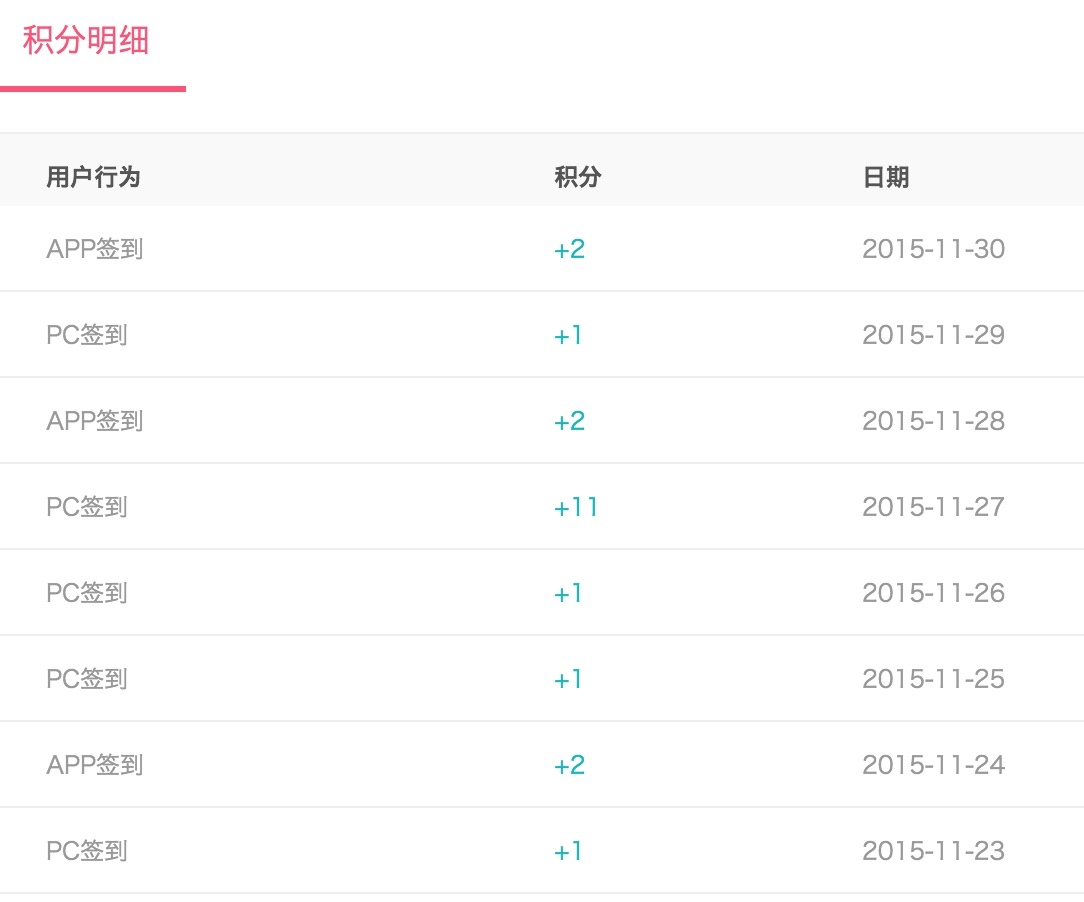 积分明细
用户行为 积分 日期
APP签到 +2 2015-11-30
PC签到 +1 2015-11-29
APP签到 +2 2015-11-28
PC签到 +11 2015-11-27
PC签到 +1 2015-11-26
PC签到 +1 2015-11-25
APP签到 +2 2015-11-24
PC签到 +1 2015-11-23